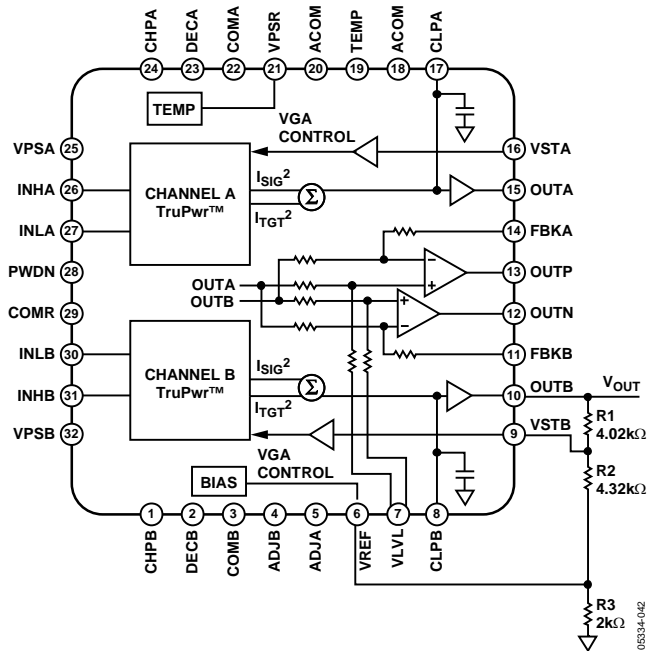 CHPA
DECA
COMA
VPSR
ACOM
TEMP
ACOM
CLPA
24
23
22
21
20
19
18
17
TEMP
VGA
CONTROL
VPSA
25
16
VSTA
INHA
26
CHANNEL A
TruPwr™
ISIG²
Σ
ITGT²
15
OUTA
INLA
27
14
FBKA
PWDN
28
OUTA
OUTB
−
+
13
OUTP
COMR
29
+
−
12
OUTN
INLB
30
11
FBKB
INHB
31
CHANNEL B
TruPwr™
ISIG²
Σ
ITGT²
10
OUTB
VOUT
R1
4.02kΩ
VPSB
32
9
VSTB
VGA
CONTROL
R2
4.32kΩ
BIAS
1
2
3
4
5
6
7
8
CHPB
DECB
COMB
ADJB
ADJA
VREF
VLVL
CLPB
R3
2kΩ
05334-042